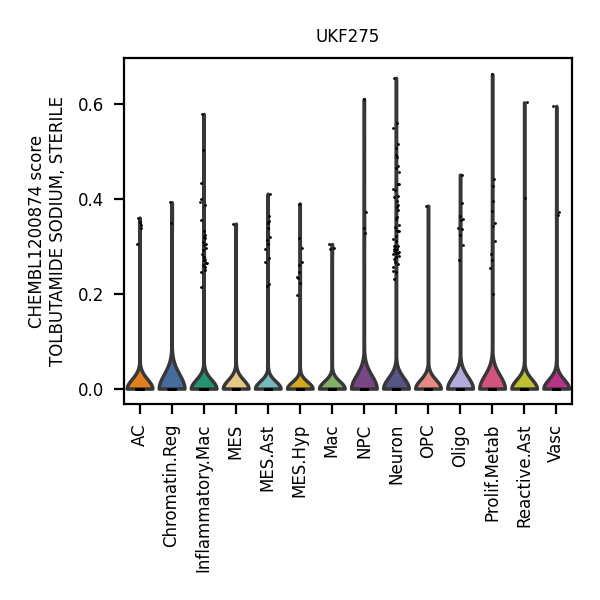 UKF275
CHEMBL1200874 score
TOLBUTAMIDE SODIUM, STERILE
0.6
0.4
0.2
0.0
AC
Chromatin.Reg
Inflammatory.Mac
MES
MES.Ast
MES.Hyp
Mac
NPC
Neuron
OPC
Oligo
Prolif.Metab
Reactive.Ast
Vasc